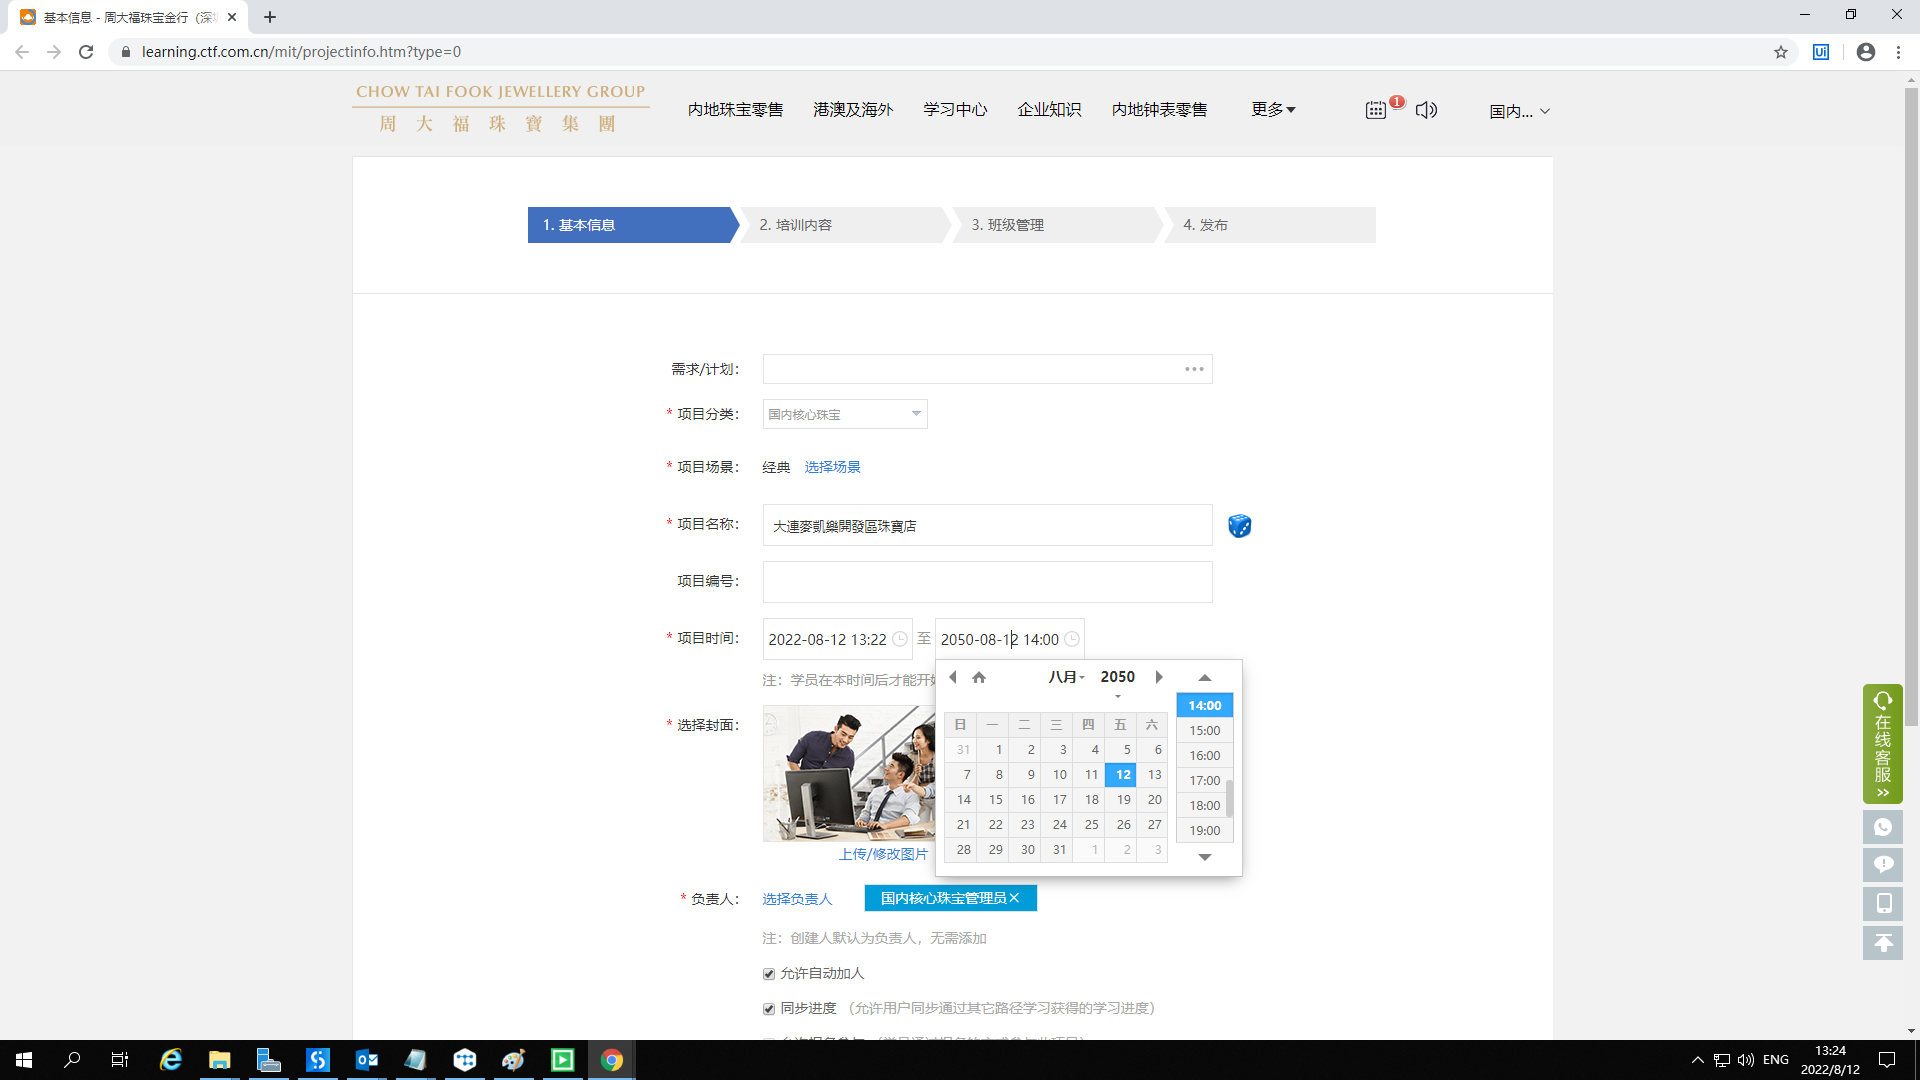 基本信息 - 周大福珠宝金行（深圳
learning.ctf.com.cn/mit/projectinfo.htm?type=0
CHOW TAI FOOK JEWELLERY GROUP
周大福珠寶集團
内地珠宝零售 港澳及海外 学习中心 企业知识 内地钟表零售 更多
1
国内...
1. 基本信息 2. 培训内容 3. 班级管理 4. 发布
需求/计划：
* 项目分类： 国内核心珠宝
* 项目场景： 经典 选择场景
* 项目名称： 大連麥凱樂開發區珠寶店
项目编号：
* 项目时间： 2022-08-12 13:22 至 2050-08-12 14:00
注：学员在本时间后才能开
八月 2050
日 一 二 三 四 五 六
31 1 2 3 4 5 6
7 8 9 10 11 12 13
14 15 16 17 18 19 20
21 22 23 24 25 26 27
28 29 30 31 1 2 3
14:00
15:00
16:00
17:00
18:00
19:00
* 选择封面：
上传/修改图片
* 负责人： 选择负责人 国内核心珠宝管理员×
注：创建人默认为负责人，无需添加
允许自动加人
同步进度 （允许用户同步通过其它路径学习获得的学习进度）
在线客服
ENG
13:24
2022/8/12